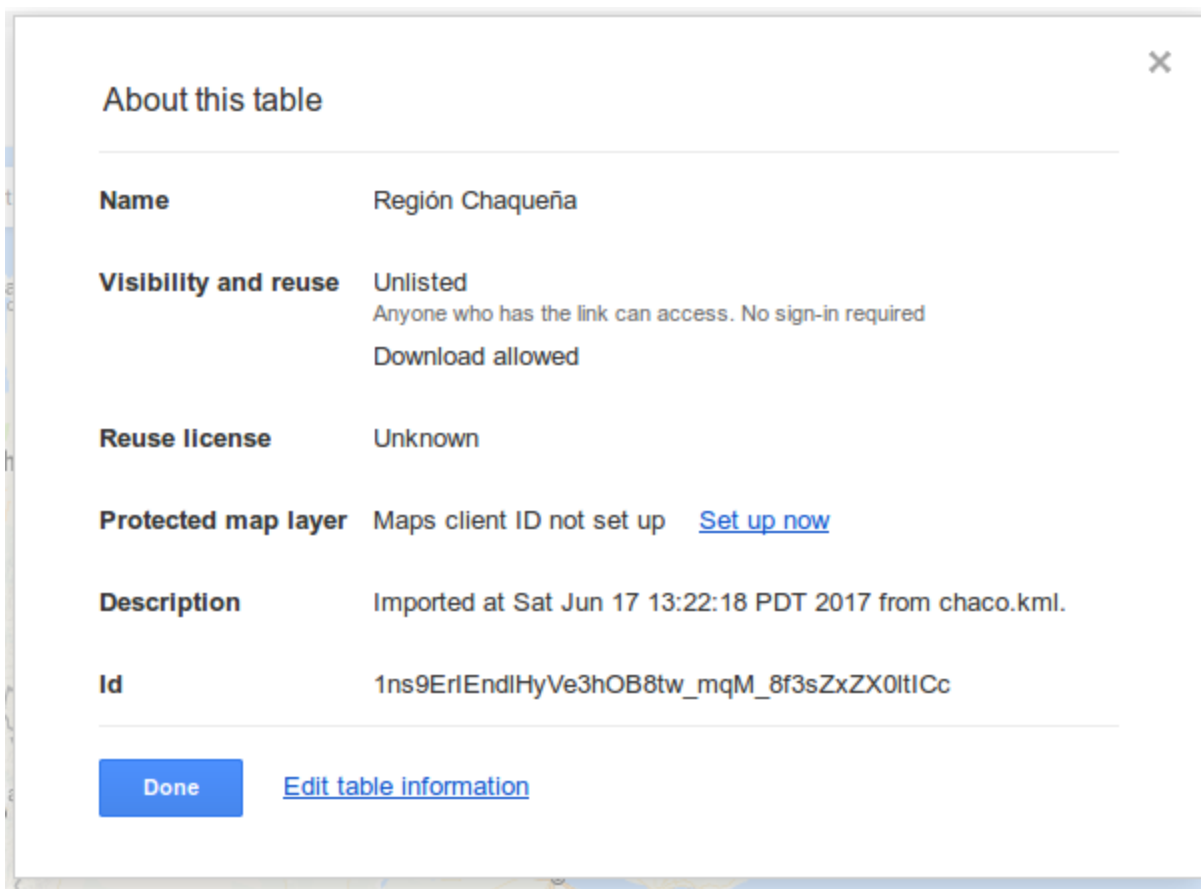 About this table
Name Región Chaqueña
Visibility and reuse Unlisted
Anyone who has the link can access. No sign-in required
Download allowed
Reuse license Unknown
Protected map layer Maps client ID not set up Set up now
Description Imported at Sat Jun 17 13:22:18 PDT 2017 from chaco.kml.
Id 1ns9ErIEndlHyVe3hOB8tw_mqM_8f3sZxZX0ltICc
Done Edit table information